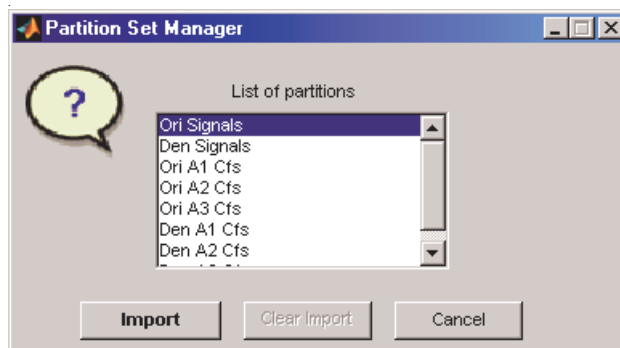 Partition Set Manager
?
List of partitions
Ori Signals
Den Signals
Ori A1 Cfs
Ori A2 Cfs
Ori A3 Cfs
Den A1 Cfs
Den A2 Cfs
Import
Clear Import
Cancel